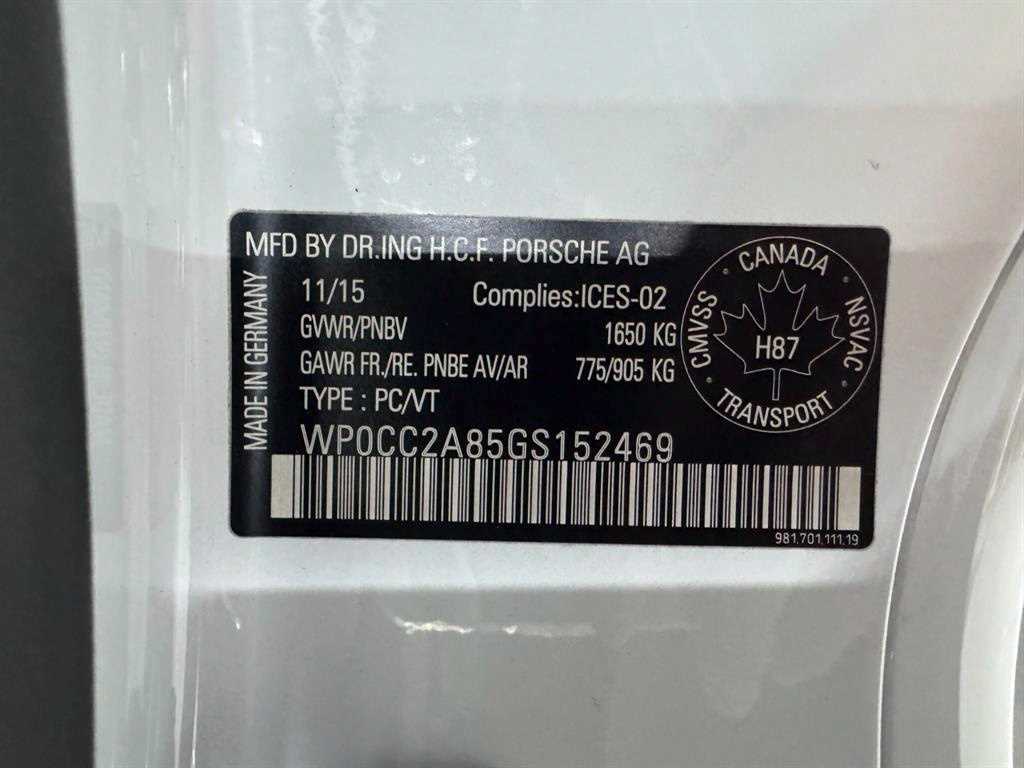 MFD BY DR.ING H.C.F. PORSCHE AG
11/15 Complies:ICES-02
GVWR/PNBV 1650 KG
GAWR FR./RE. PNBE AV/AR 775/905 KG
TYPE : PC/VT
WP0CC2A85GS152469
981.701.111.19
MADE IN GERMANY
CANADA
CMVSS
NSVAC
H87
TRANSPORT